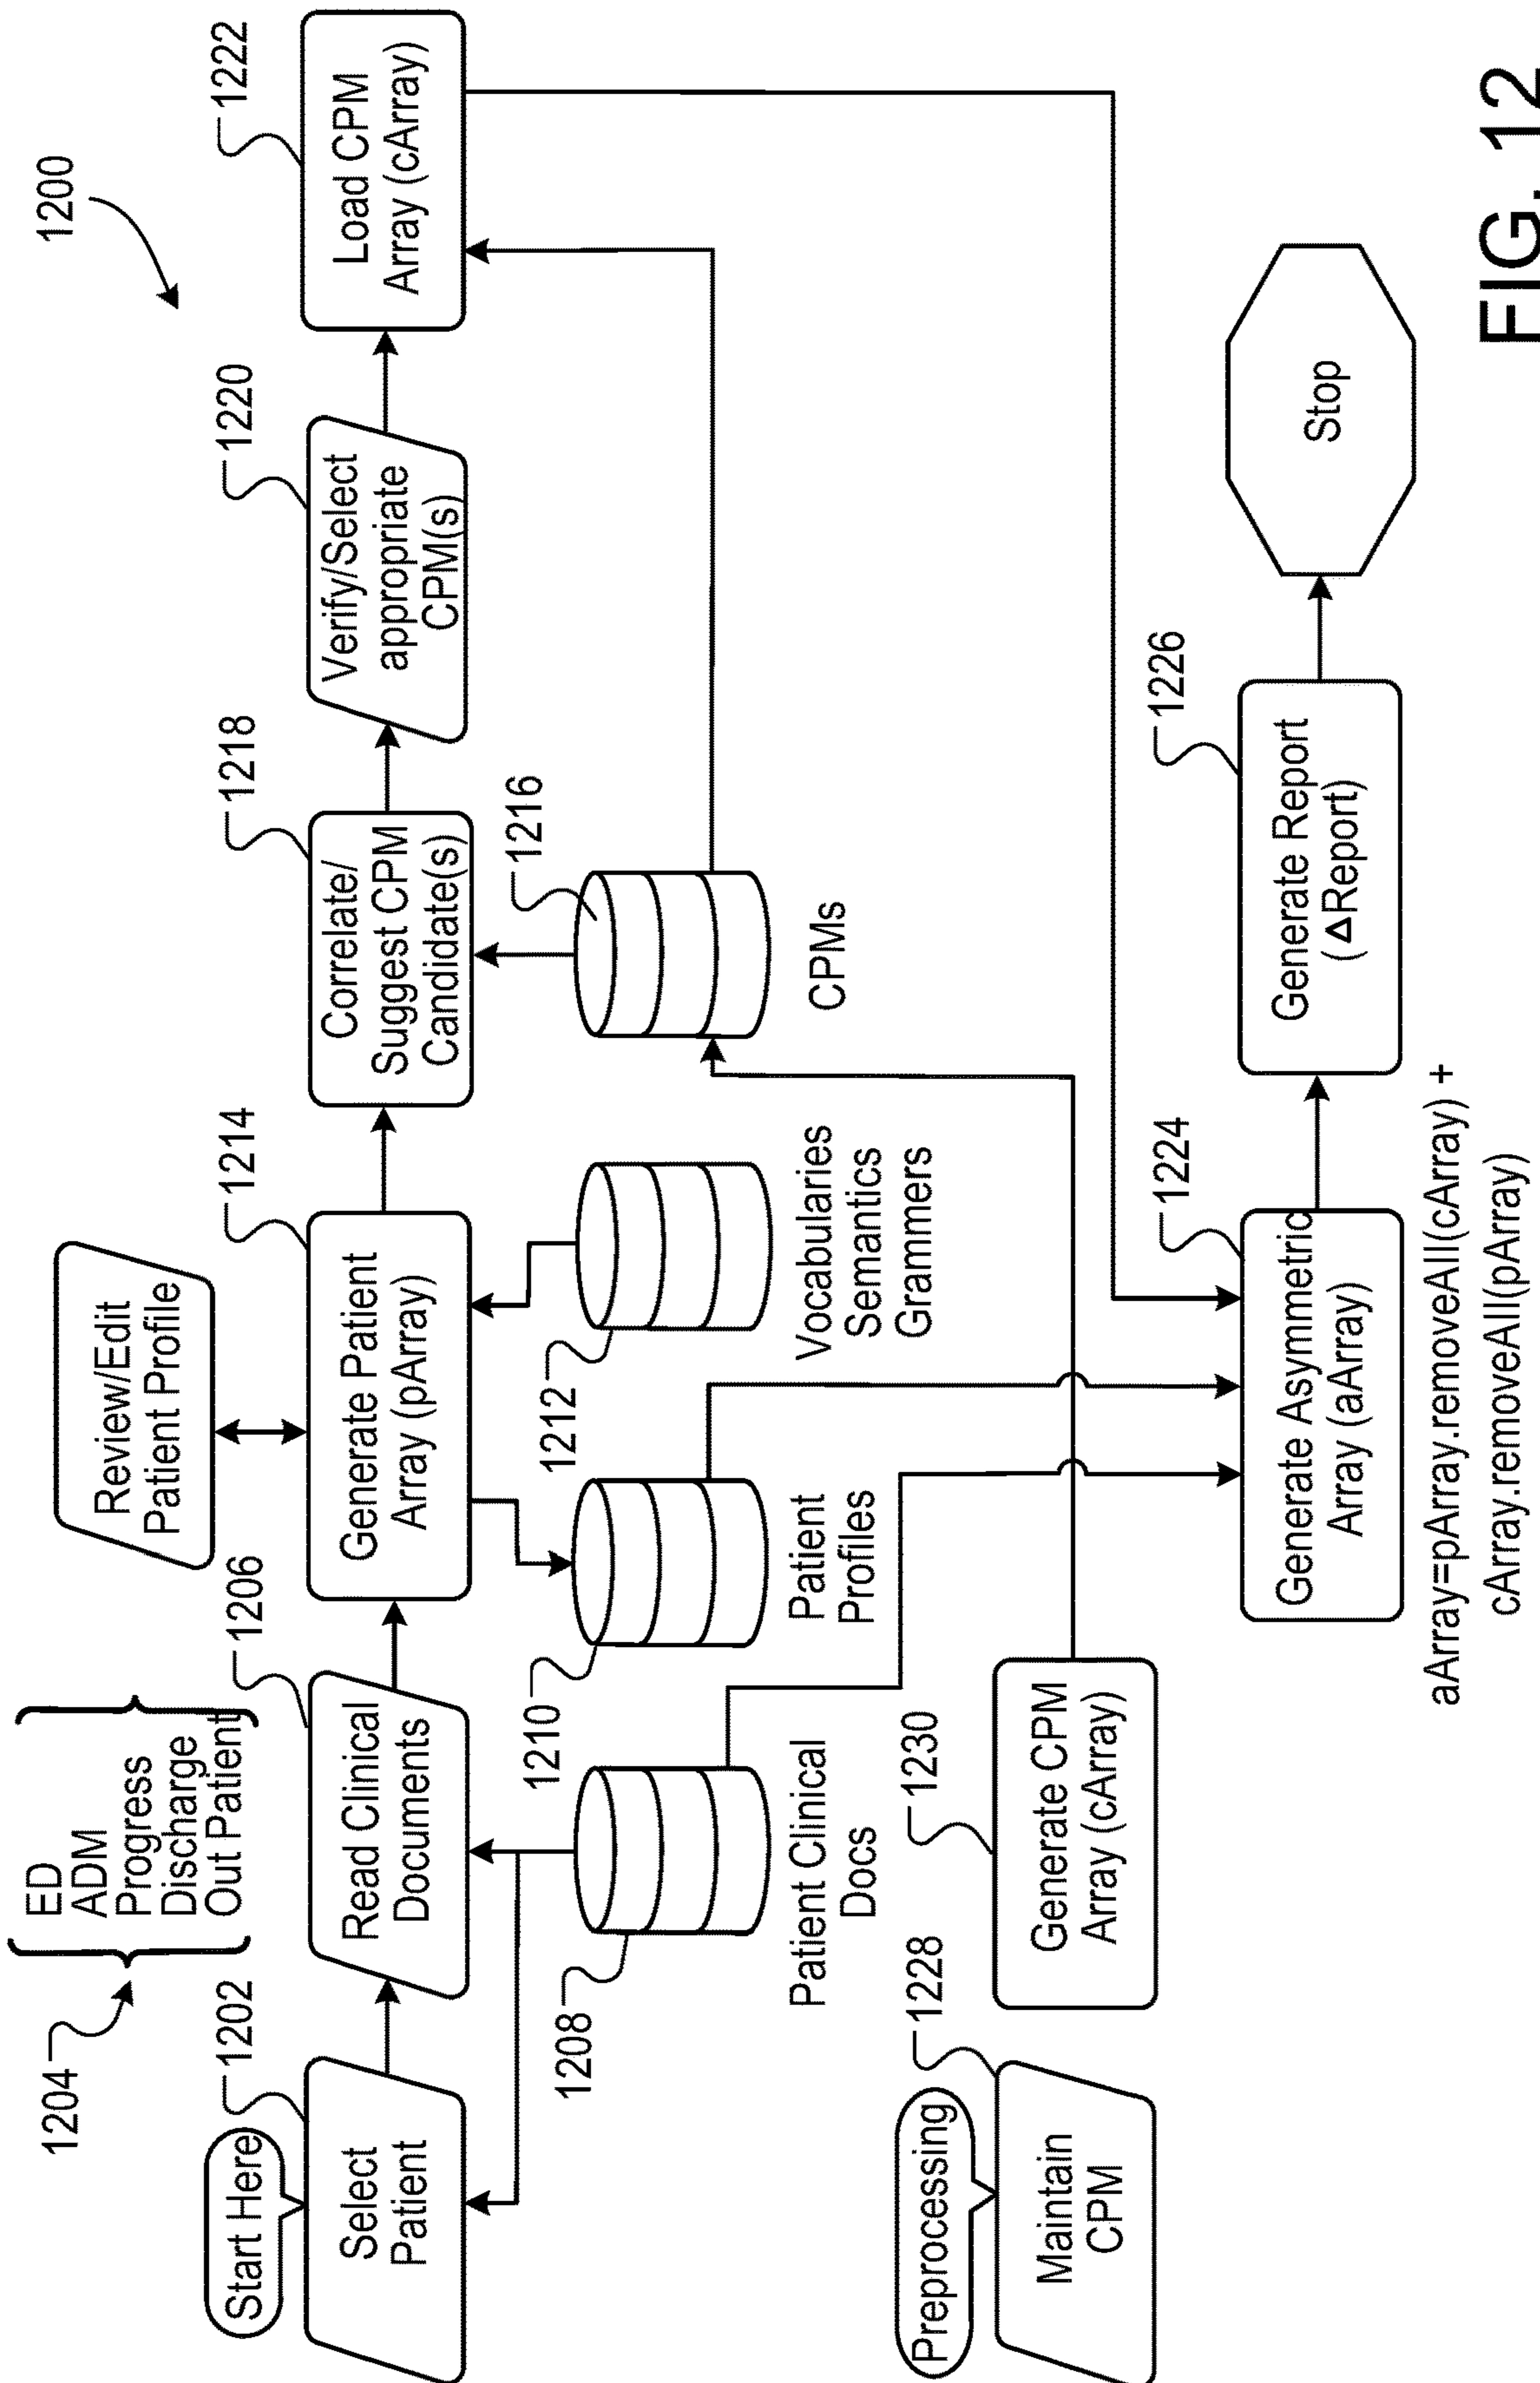 1200
1204
ED
ADM
Progress
Discharge
Out Patient
Review/Edit
Patient Profile
Start Here
1202
Select
Patient
1206
Read Clinical
Documents
1214
Generate Patient
Array (pArray)
1218
Correlate/
Suggest CPM
Candidate(s)
1220
Verify/Select
appropriate
CPM(s)
1222
Load CPM
Array (cArray)
1208
Patient Clinical
Docs
1210
Patient
Profiles
1212
Vocabularies
Semantics
Grammers
1216
CPMs
Preprocessing
1228
Maintain
CPM
1230
Generate CPM
Array (cArray)
1224
Generate Asymmetric
Array (aArray)
aArray=pArray.removeAll(cArray) +
cArray.removeAll(pArray)
1226
Generate Report
(ΔReport)
Stop
FIG. 12